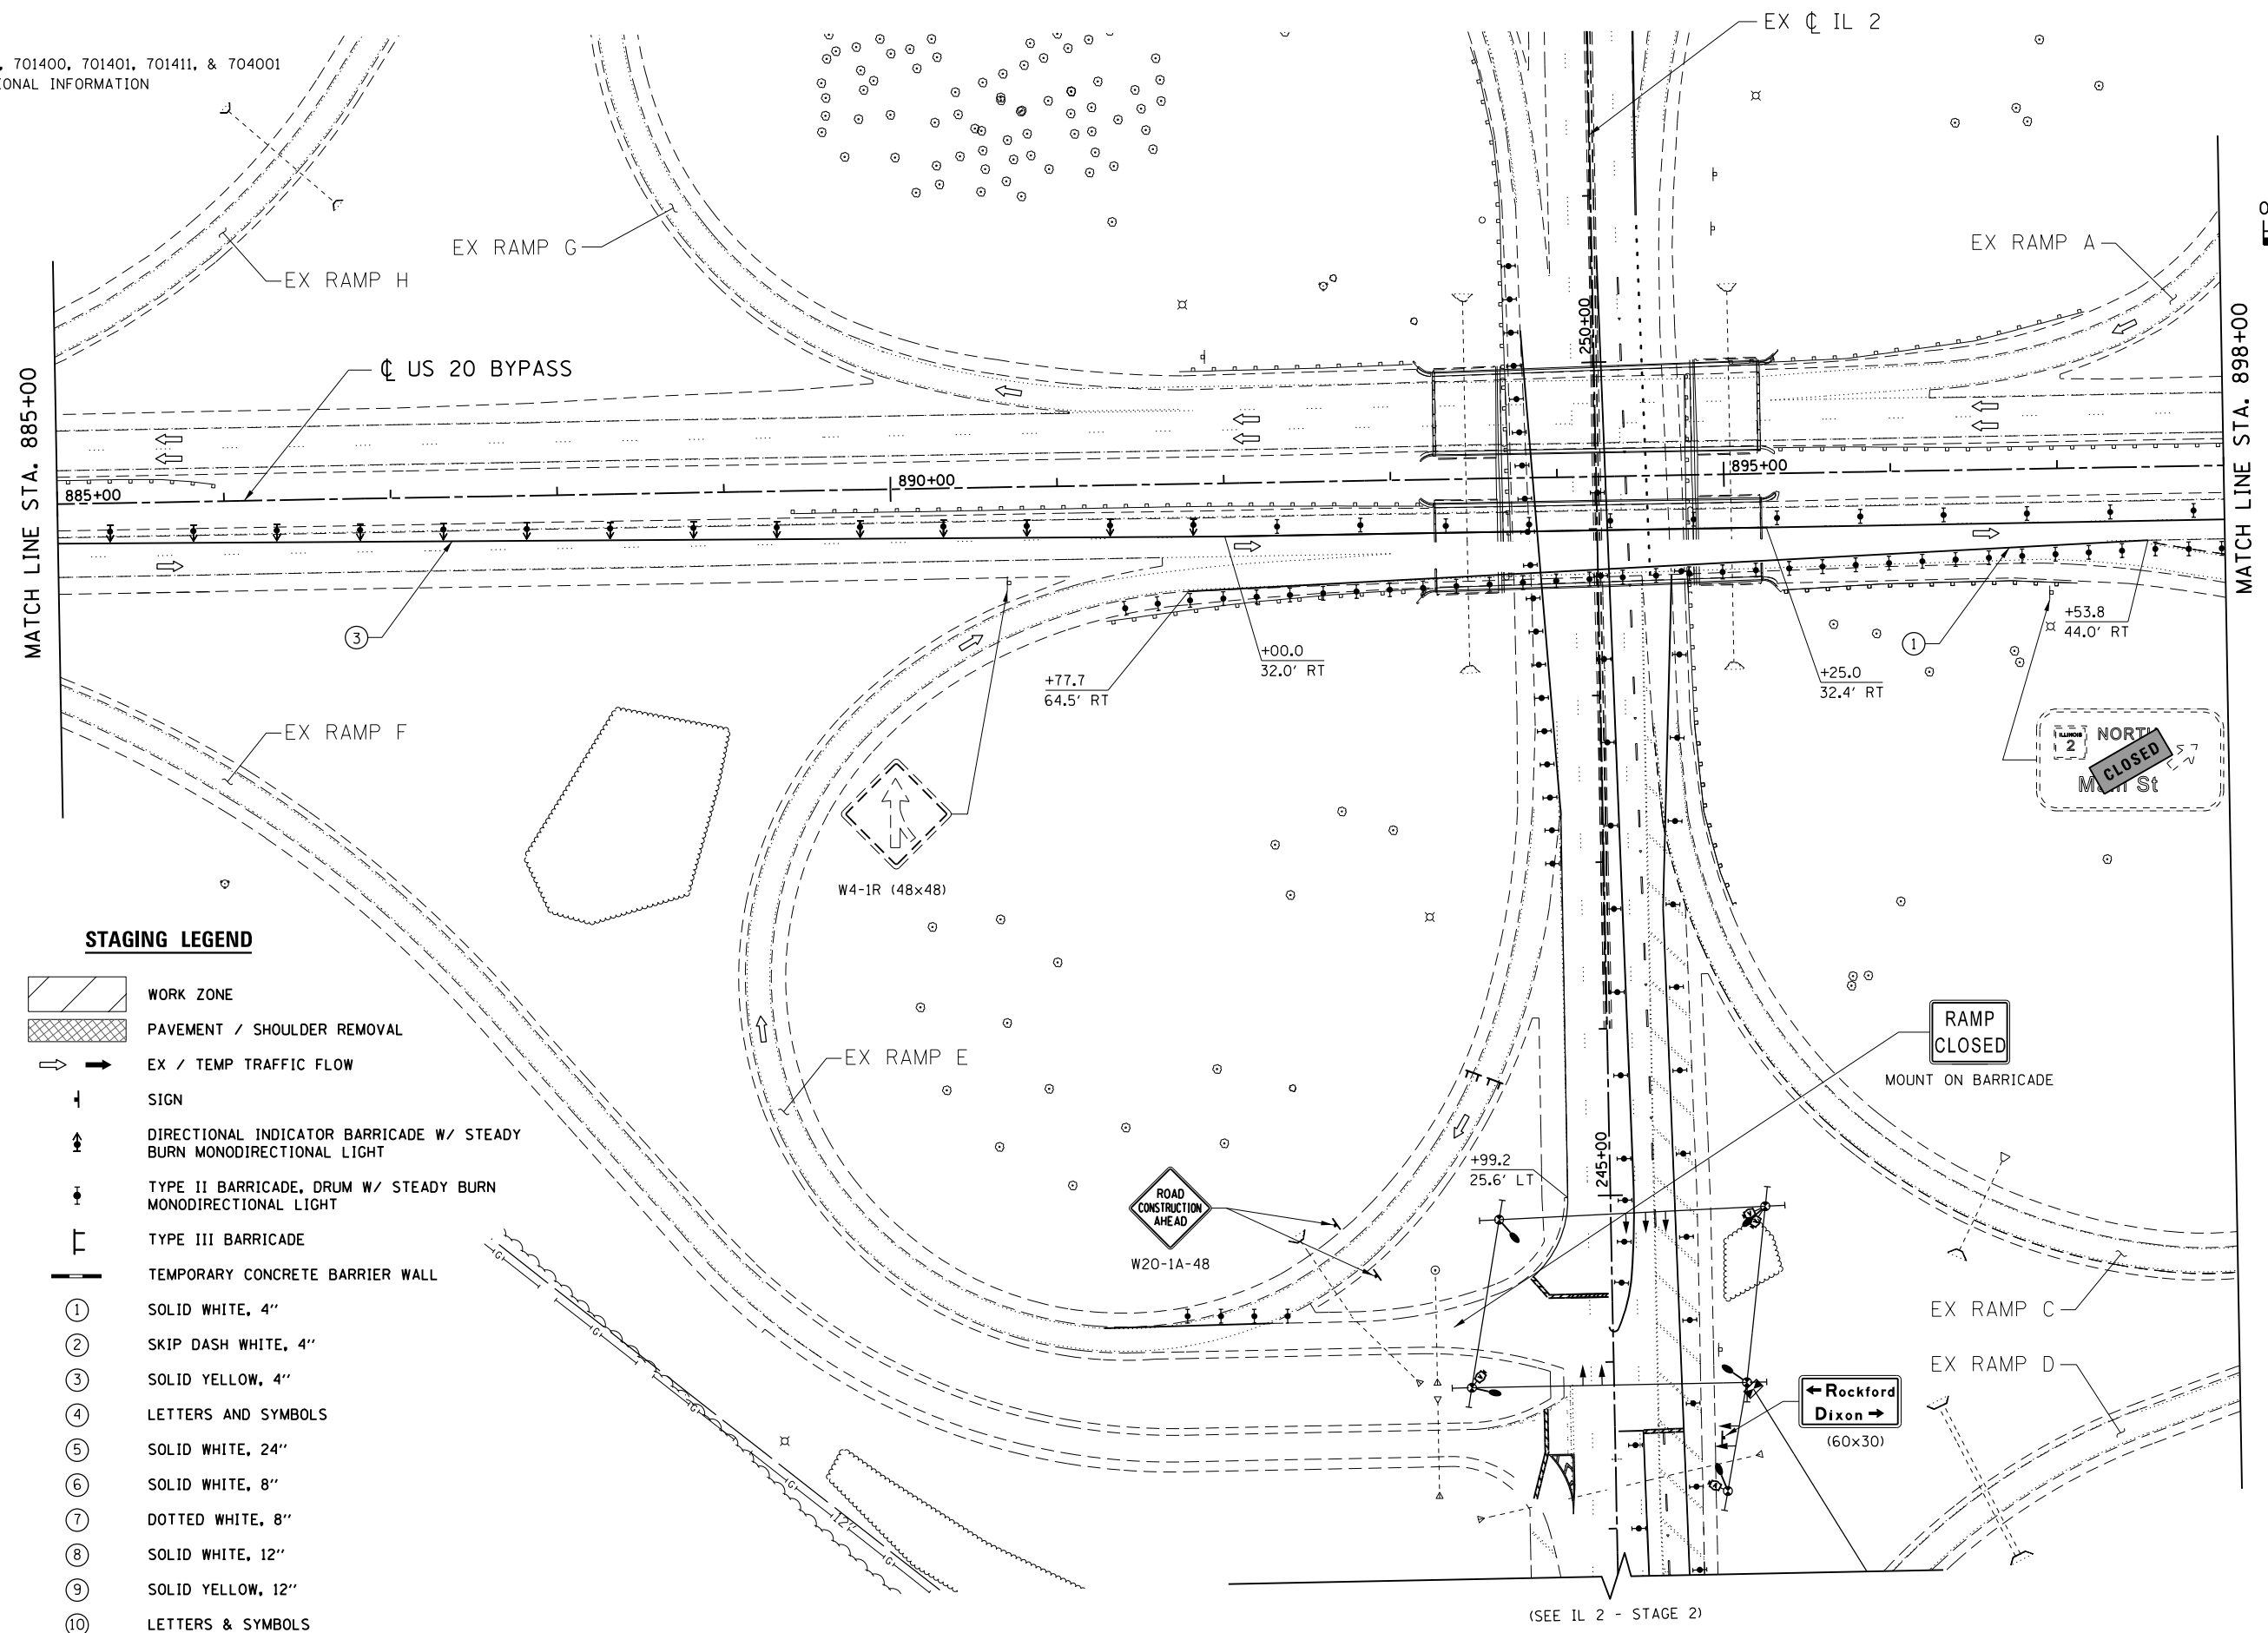 EX ℄ IL 2
, 701400, 701401, 701411, & 704001
IONAL INFORMATION
EX RAMP G
EX RAMP H
EX RAMP A
℄ US 20 BYPASS
MATCH LINE STA. 885+00
MATCH LINE STA. 898+00
250+00
885+00
890+00
895+00
3
1
+77.7
64.5' RT
+00.0
32.0' RT
+25.0
32.4' RT
+53.8
44.0' RT
EX RAMP F
ILLINOIS
2
NORTH
CLOSED
Main St
W4-1R (48x48)
STAGING LEGEND
WORK ZONE
PAVEMENT / SHOULDER REMOVAL
EX / TEMP TRAFFIC FLOW
SIGN
DIRECTIONAL INDICATOR BARRICADE W/ STEADY
BURN MONODIRECTIONAL LIGHT
TYPE II BARRICADE, DRUM W/ STEADY BURN
MONODIRECTIONAL LIGHT
TYPE III BARRICADE
TEMPORARY CONCRETE BARRIER WALL
1 SOLID WHITE, 4"
2 SKIP DASH WHITE, 4"
3 SOLID YELLOW, 4"
4 LETTERS AND SYMBOLS
5 SOLID WHITE, 24"
6 SOLID WHITE, 8"
7 DOTTED WHITE, 8"
8 SOLID WHITE, 12"
9 SOLID YELLOW, 12"
10 LETTERS & SYMBOLS
EX RAMP E
RAMP
CLOSED
MOUNT ON BARRICADE
+99.2
25.6' LT
245+00
ROAD
CONSTRUCTION
AHEAD
W20-1A-48
EX RAMP C
EX RAMP D
← Rockford
Dixon →
(60x30)
G
G
G
G
G
12"
(SEE IL 2 - STAGE 2)